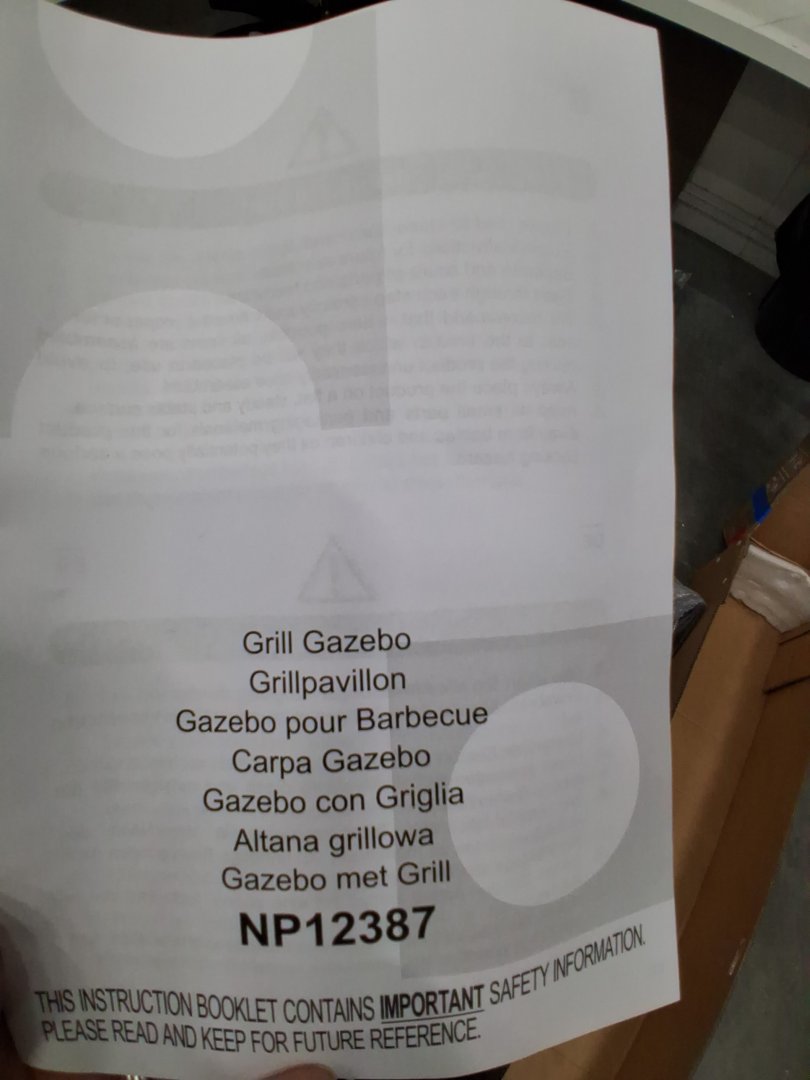 Grill Gazebo
Grillpavillon
Gazebo pour Barbecue
Carpa Gazebo
Gazebo con Griglia
Altana grillowa
Gazebo met Grill
NP12387
THIS INSTRUCTION BOOKLET CONTAINS IMPORTANT SAFETY INFORMATION.
PLEASE READ AND KEEP FOR FUTURE REFERENCE.